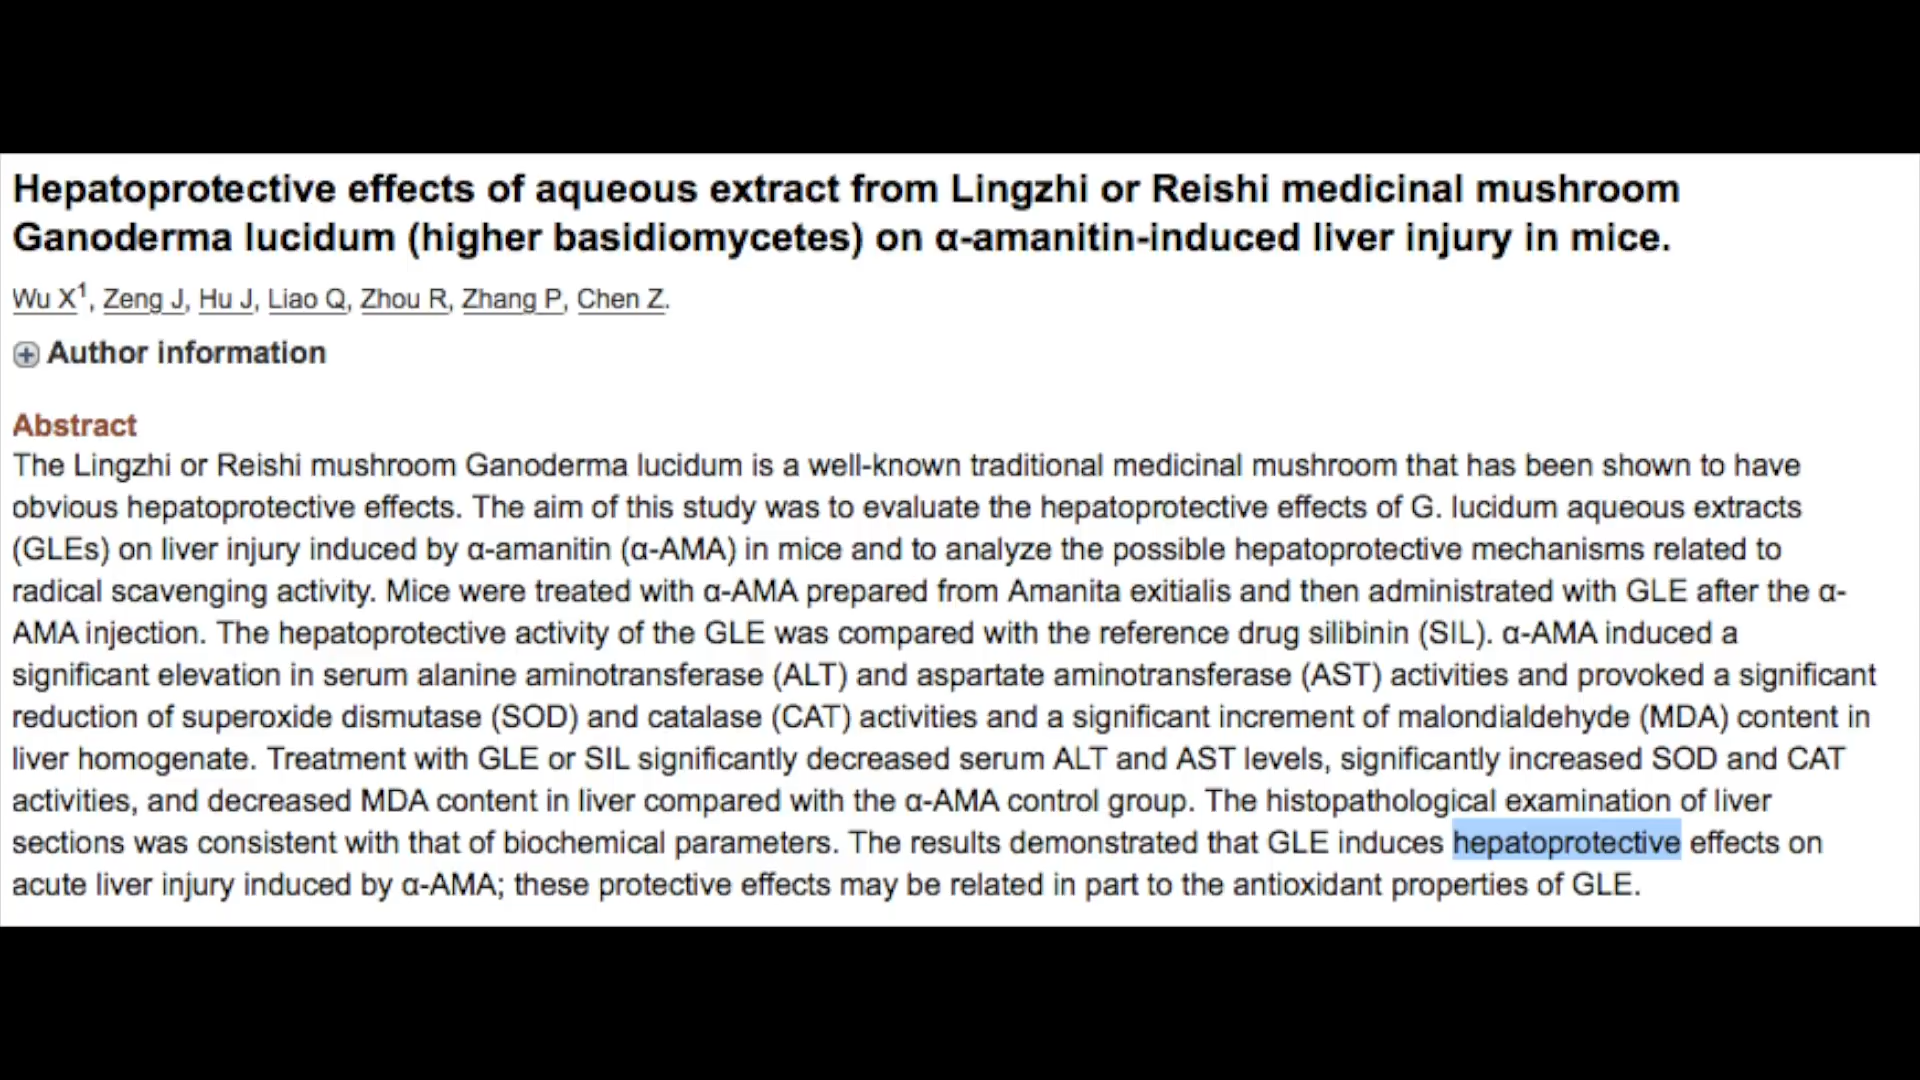 Hepatoprotective effects of aqueous extract from Lingzhi or Reishi medicinal mushroom
Ganoderma lucidum (higher basidiomycetes) on α-amanitin-induced liver injury in mice.
Wu X1, Zeng J, Hu J, Liao Q, Zhou R, Zhang P, Chen Z.
Author information
Abstract
The Lingzhi or Reishi mushroom Ganoderma lucidum is a well-known traditional medicinal mushroom that has been shown to have
obvious hepatoprotective effects. The aim of this study was to evaluate the hepatoprotective effects of G. lucidum aqueous extracts
(GLEs) on liver injury induced by α-amanitin (α-AMA) in mice and to analyze the possible hepatoprotective mechanisms related to
radical scavenging activity. Mice were treated with α-AMA prepared from Amanita exitialis and then administrated with GLE after the α-
AMA injection. The hepatoprotective activity of the GLE was compared with the reference drug silibinin (SIL). α-AMA induced a
significant elevation in serum alanine aminotransferase (ALT) and aspartate aminotransferase (AST) activities and provoked a significant
reduction of superoxide dismutase (SOD) and catalase (CAT) activities and a significant increment of malondialdehyde (MDA) content in
liver homogenate. Treatment with GLE or SIL significantly decreased serum ALT and AST levels, significantly increased SOD and CAT
activities, and decreased MDA content in liver compared with the α-AMA control group. The histopathological examination of liver
sections was consistent with that of biochemical parameters. The results demonstrated that GLE induces hepatoprotective effects on
acute liver injury induced by α-AMA; these protective effects may be related in part to the antioxidant properties of GLE.